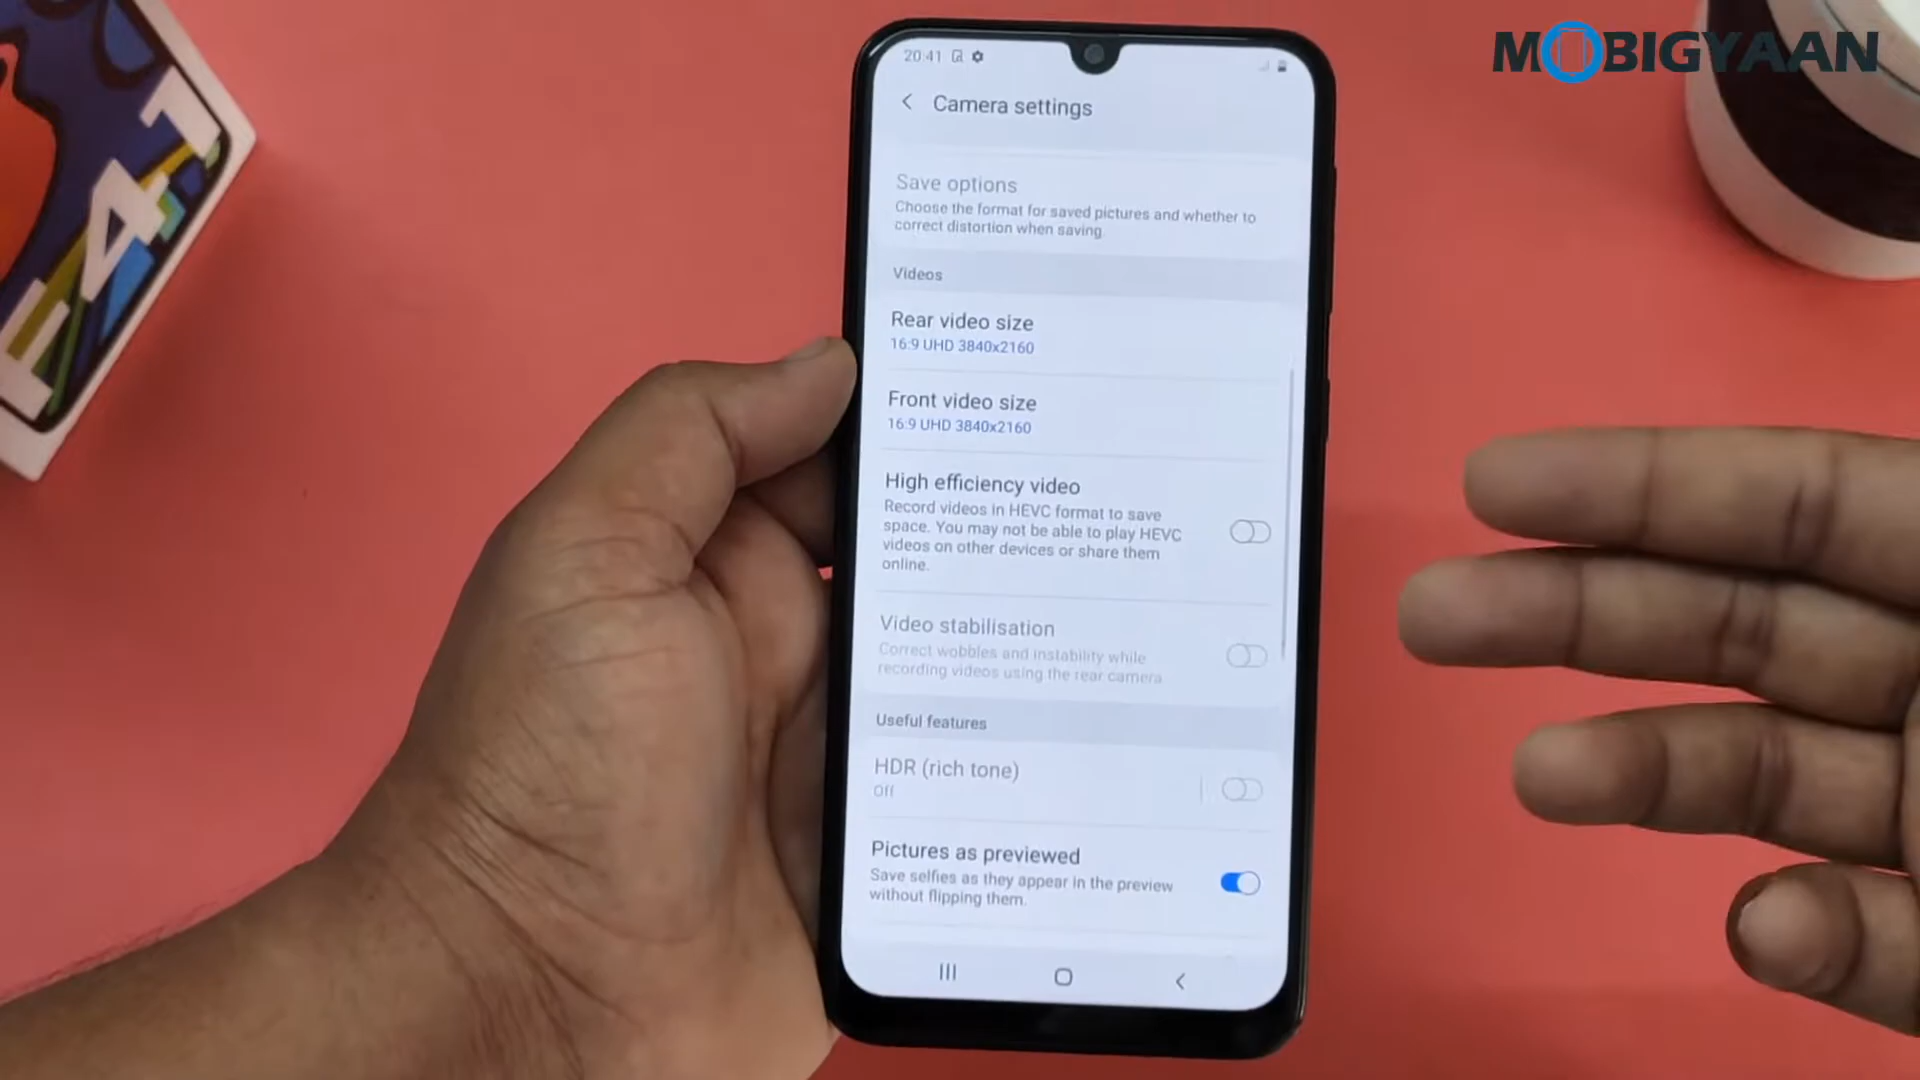 MOBIGYAAN
20:41
Camera settings
Save options
Choose the format for saved pictures and whether to
correct distortion when saving.
Videos
Rear video size
16:9 UHD 3840x2160
Front video size
16:9 UHD 3840x2160
High efficiency video
Record videos in HEVC format to save
space. You may not be able to play HEVC
videos on other devices or share them
online.
Video stabilisation
Correct wobbles and instability while
recording videos using the rear camera.
Useful features
HDR (rich tone)
Off
Pictures as previewed
Save selfies as they appear in the preview
without flipping them.